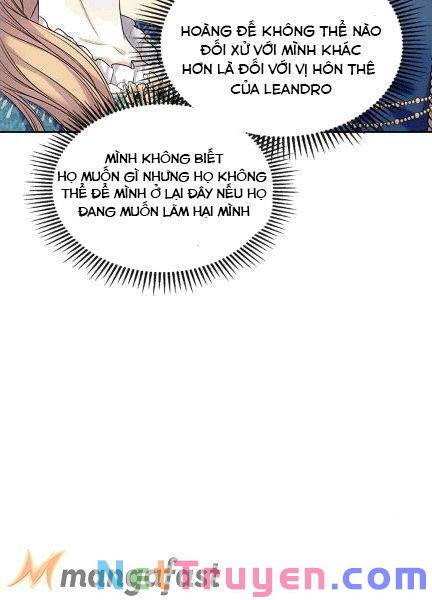 HOÀNG ĐẾ KHÔNG THỂ NÀO
ĐỐI XỬ VỚI MÌNH KHÁC
HƠN LÀ ĐỐI VỚI VỊ HÔN THÊ
CỦA LEANDRO
MÌNH KHÔNG BIẾT
HỌ MUỐN GÌ NHƯNG HỌ KHÔNG
THỂ ĐỂ MÌNH Ở LẠI ĐÂY NẾU HỌ
ĐANG MUỐN LÀM HẠI MÌNH
mangafast
NetTruyen.com